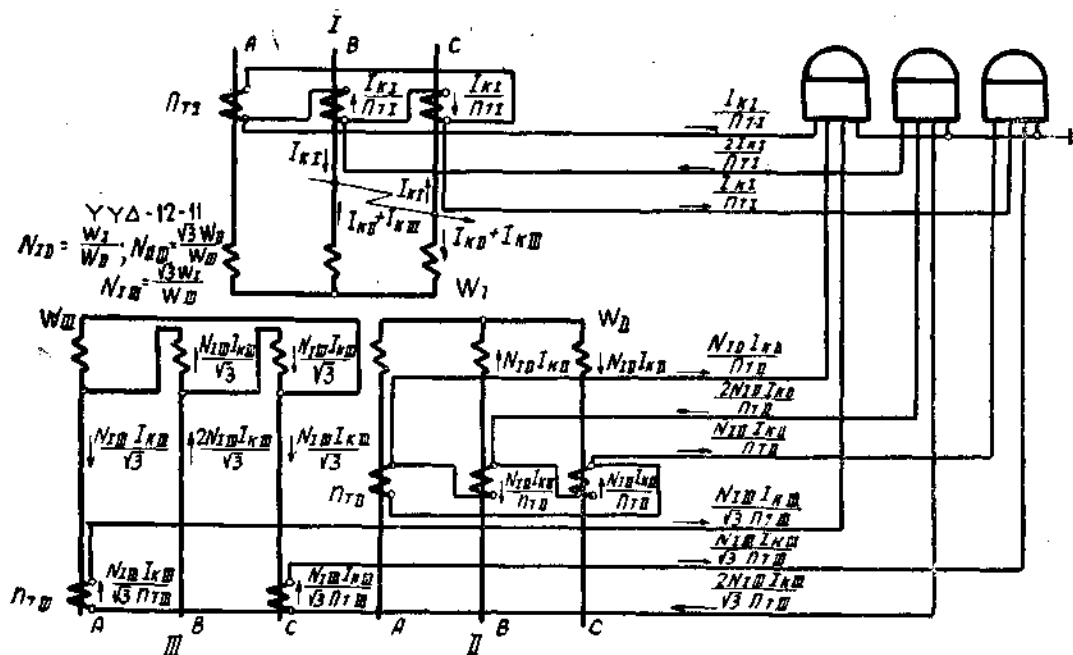 I
A B C
n_TI
I_KI/n_TI
I_KI/n_TI
I_KI/n_TI
2I_KI/n_TI
I_KI/n_TI
I_KI
I_KI
I_KII+I_KIII
I_KII+I_KIII
YYΔ-12-11
N_III = W_I/W_II; N_IIIII = √3W_II/W_III
N_IIII = √3W_I/W_III
W_I
W_III
W_II
N_IIII I_KIII/√3
N_IIII I_KIII/√3
N_III I_KII
N_III I_KII
N_III I_KII/n_TII
2N_III I_KII/n_TII
N_III I_KII/n_TII
N_IIII I_KIII/√3
2N_IIII I_KIII/√3
N_IIII I_KIII/√3
n_TII
N_III I_KII/n_TII
N_III I_KII/n_TII
N_IIII I_KIII/√3 n_TIII
N_IIII I_KIII/√3 n_TIII
2N_IIII I_KIII/√3 n_TIII
n_TIII
N_IIII I_KIII/√3 n_TIII
N_IIII I_KIII/√3 n_TIII
A B C A B C
III II